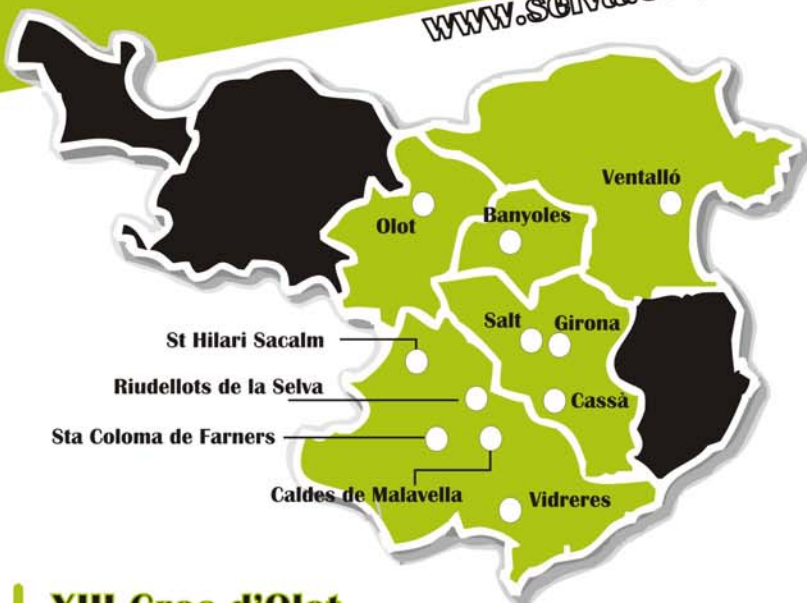 Ventalló
Olot
Banyoles
Salt
Girona
St Hilari Sacalm
Riudellots de la Selva
Cassà
Sta Coloma de Farners
Caldes de Malavella
Vidreres